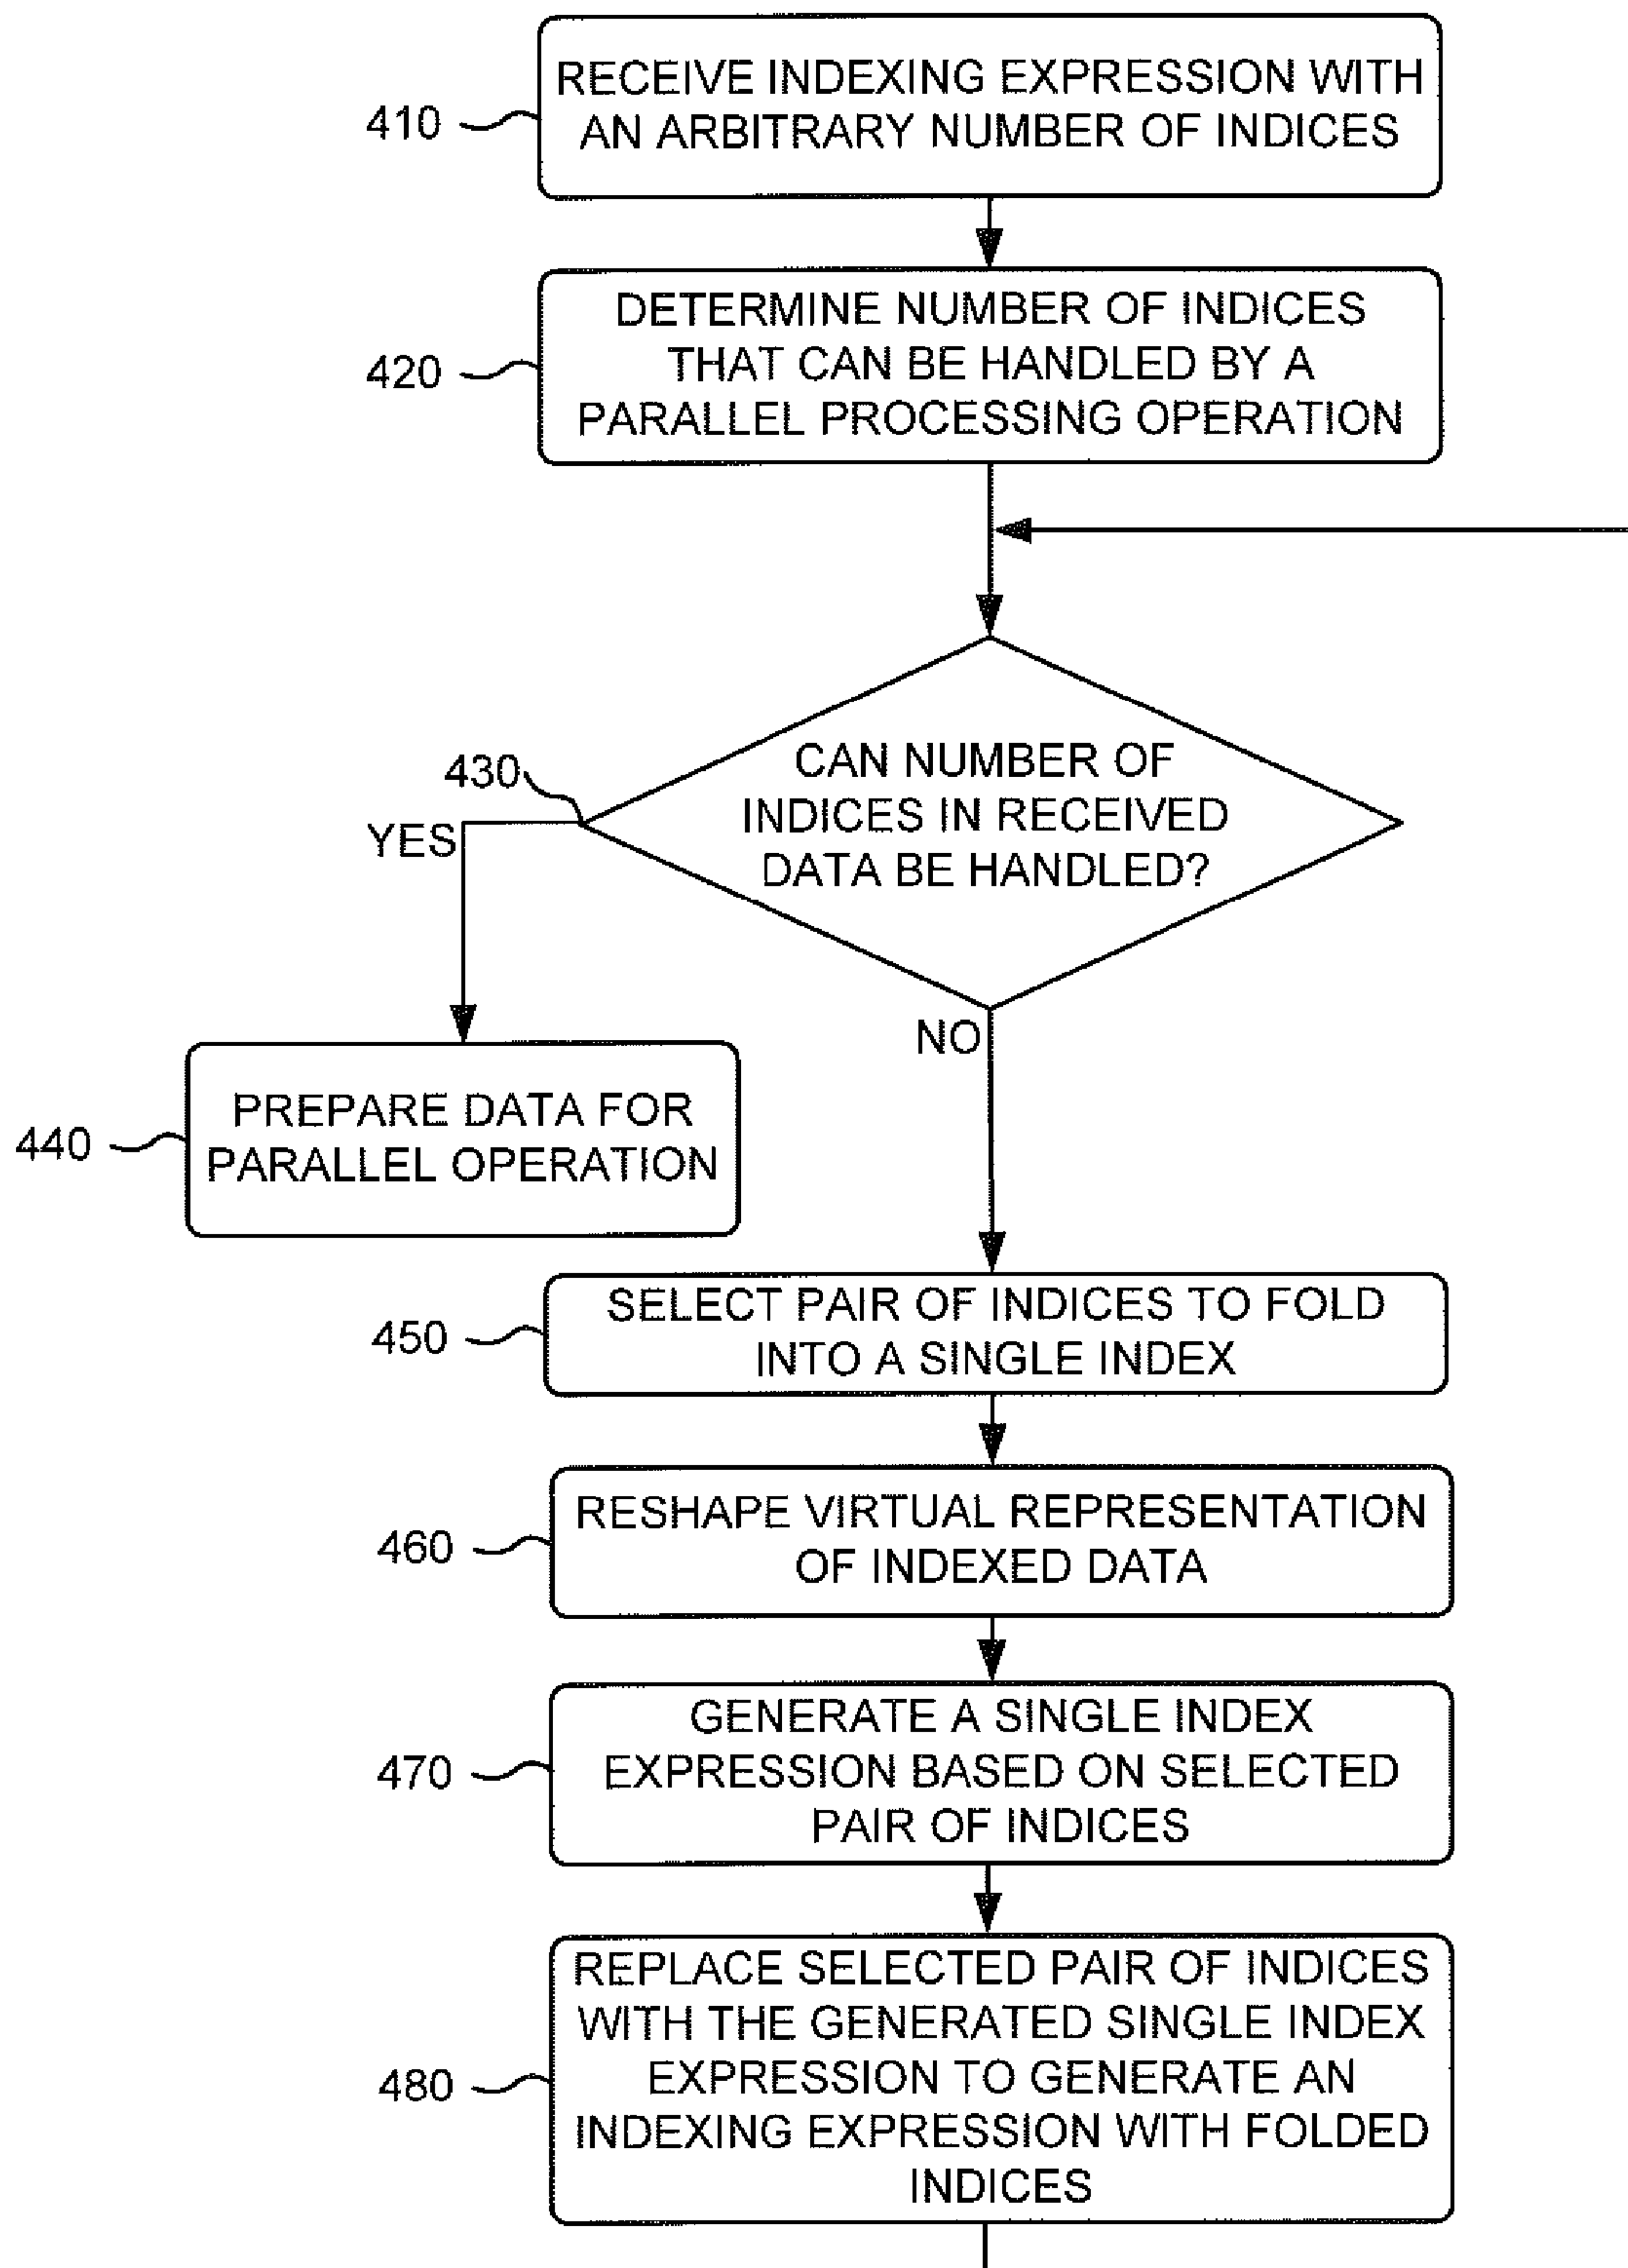 RECEIVE INDEXING EXPRESSION WITH
AN ARBITRARY NUMBER OF INDICES
410
DETERMINE NUMBER OF INDICES
THAT CAN BE HANDLED BY A
PARALLEL PROCESSING OPERATION
420
CAN NUMBER OF
INDICES IN RECEIVED
DATA BE HANDLED?
430
YES
NO
PREPARE DATA FOR
PARALLEL OPERATION
440
SELECT PAIR OF INDICES TO FOLD
INTO A SINGLE INDEX
450
RESHAPE VIRTUAL REPRESENTATION
OF INDEXED DATA
460
GENERATE A SINGLE INDEX
EXPRESSION BASED ON SELECTED
PAIR OF INDICES
470
REPLACE SELECTED PAIR OF INDICES
WITH THE GENERATED SINGLE INDEX
EXPRESSION TO GENERATE AN
INDEXING EXPRESSION WITH FOLDED
INDICES
480